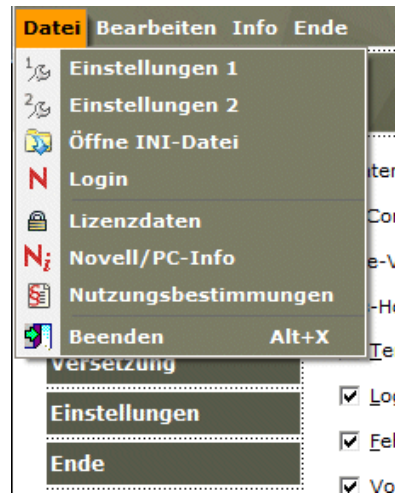 Datei Bearbeiten Info Ende
Einstellungen 1
Einstellungen 2
Öffne INI-Datei
Login
Lizenzdaten
Novell/PC-Info
Nutzungsbestimmungen
Beenden Alt+X
Versetzung
Einstellungen
Ende